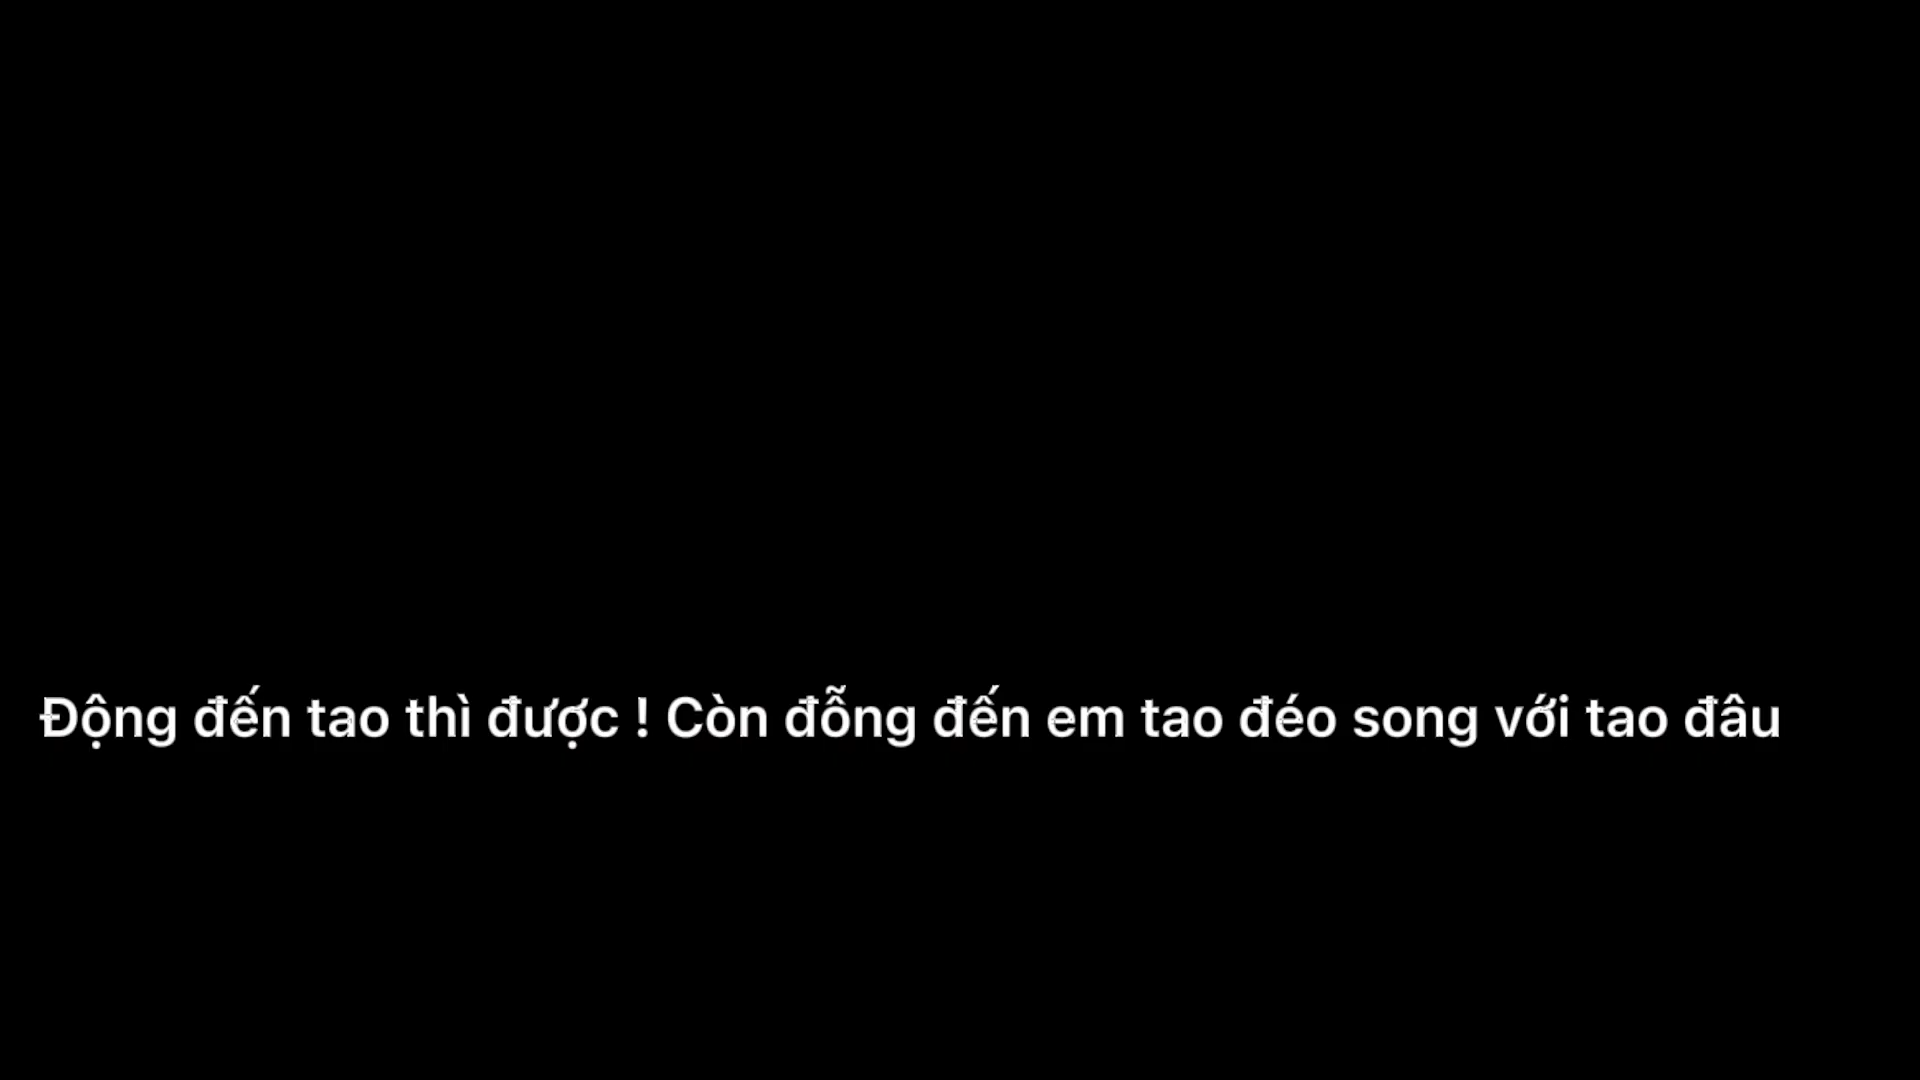 Động đến tao thì được ! Còn đỗng đến em tao đéo song với tao đâu